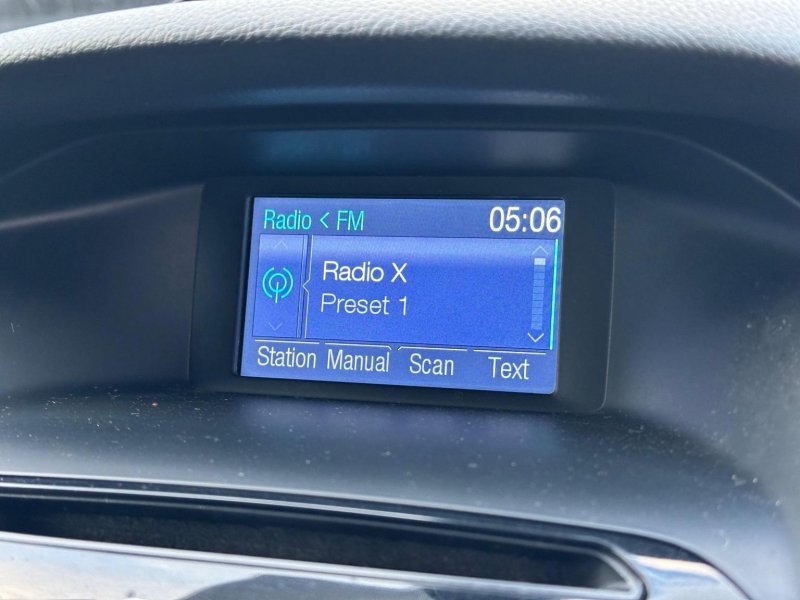 Radio < FM 05:06
Radio X
Preset 1
Station Manual Scan Text